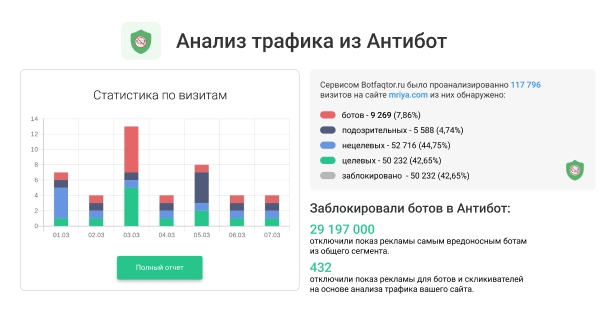 Анализ трафика из Антибот
Статистика по визитам
14
12
10
8
6
4
2
0
01.03 02.03 03.03 04.03 05.03 06.03 07.03
Полный отчет
Сервисом Botfaqtor.ru было проанализированно 117 796
визитов на сайте mriya.com из них обнаружено:
ботов - 9 269 (7,86%)
подозрительных - 5 588 (4,74%)
нецелевых - 52 716 (44,75%)
целевых - 50 232 (42,65%)
заблокировано - 50 232 (42,65%)
Заблокировали ботов в Антибот:
29 197 000
отключили показ рекламы самым вредоносным ботам
из общего сегмента.
432
отключили показ рекламы для ботов и скликивателей
на основе анализа трафика вашего сайта.